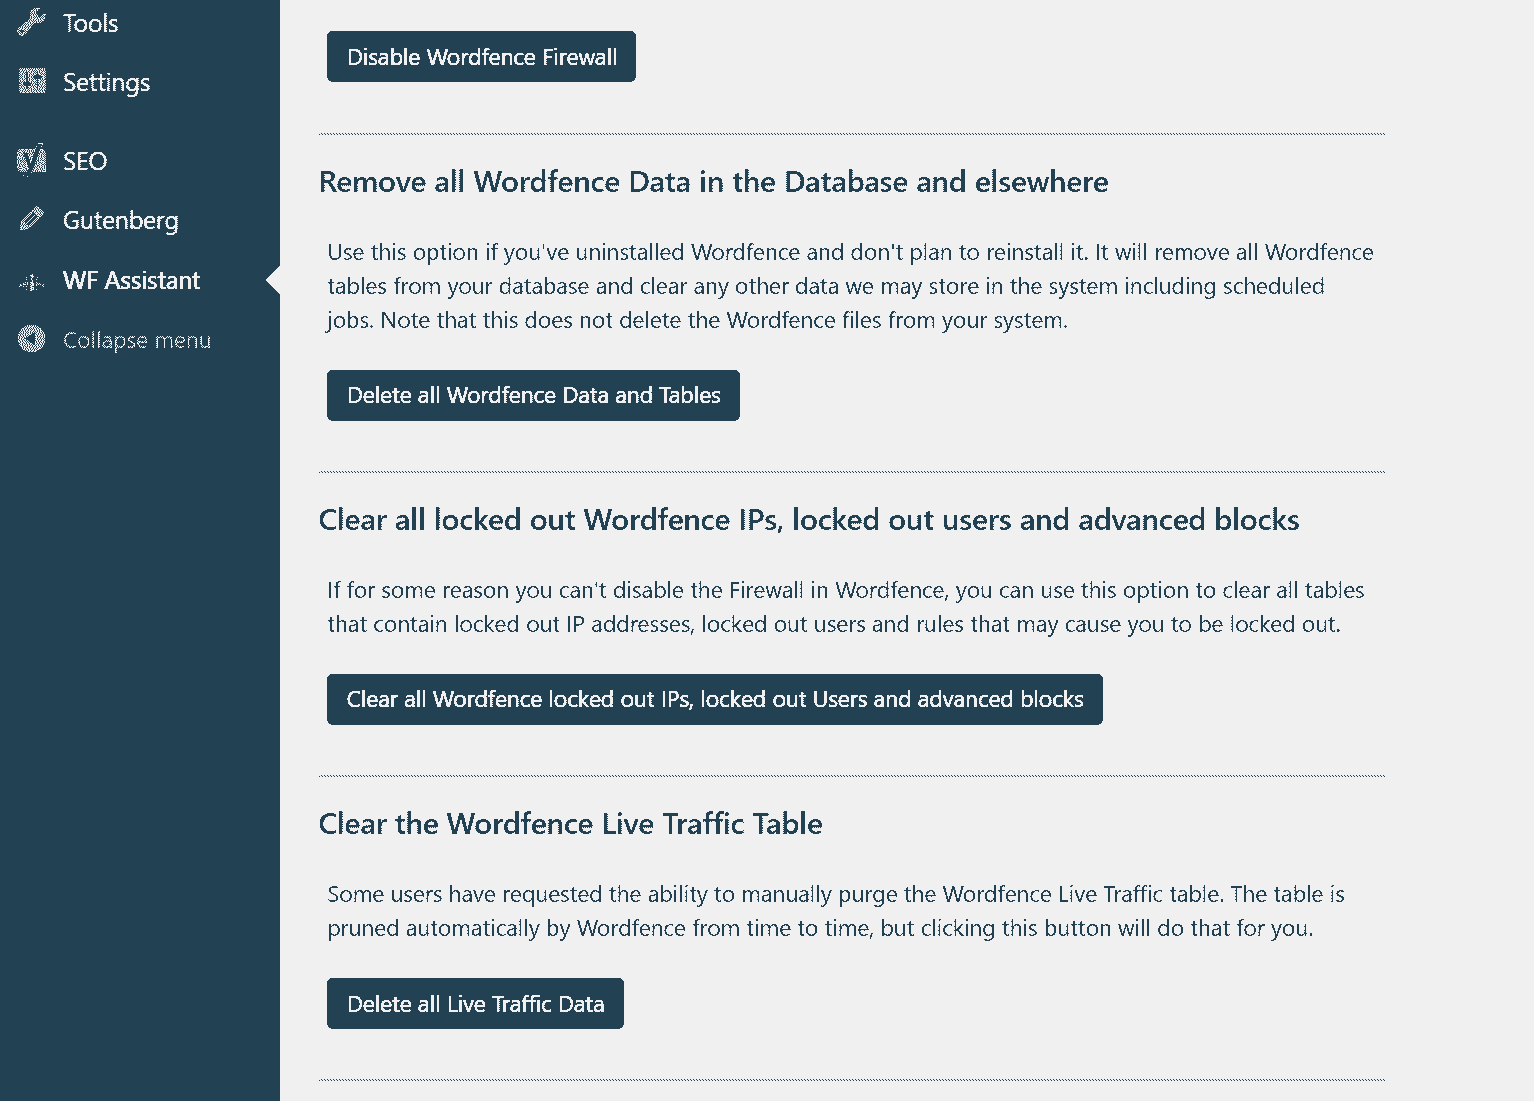 Tools
Settings
SEO
Gutenberg
WF Assistant
Collapse menu
Disable Wordfence Firewall
Remove all Wordfence Data in the Database and elsewhere
Use this option if you've uninstalled Wordfence and don't plan to reinstall it. It will remove all Wordfence
tables from your database and clear any other data we may store in the system including scheduled
jobs. Note that this does not delete the Wordfence files from your system.
Delete all Wordfence Data and Tables
Clear all locked out Wordfence IPs, locked out users and advanced blocks
If for some reason you can't disable the Firewall in Wordfence, you can use this option to clear all tables
that contain locked out IP addresses, locked out users and rules that may cause you to be locked out.
Clear all Wordfence locked out IPs, locked out Users and advanced blocks
Clear the Wordfence Live Traffic Table
Some users have requested the ability to manually purge the Wordfence Live Traffic table. The table is
pruned automatically by Wordfence from time to time, but clicking this button will do that for you.
Delete all Live Traffic Data